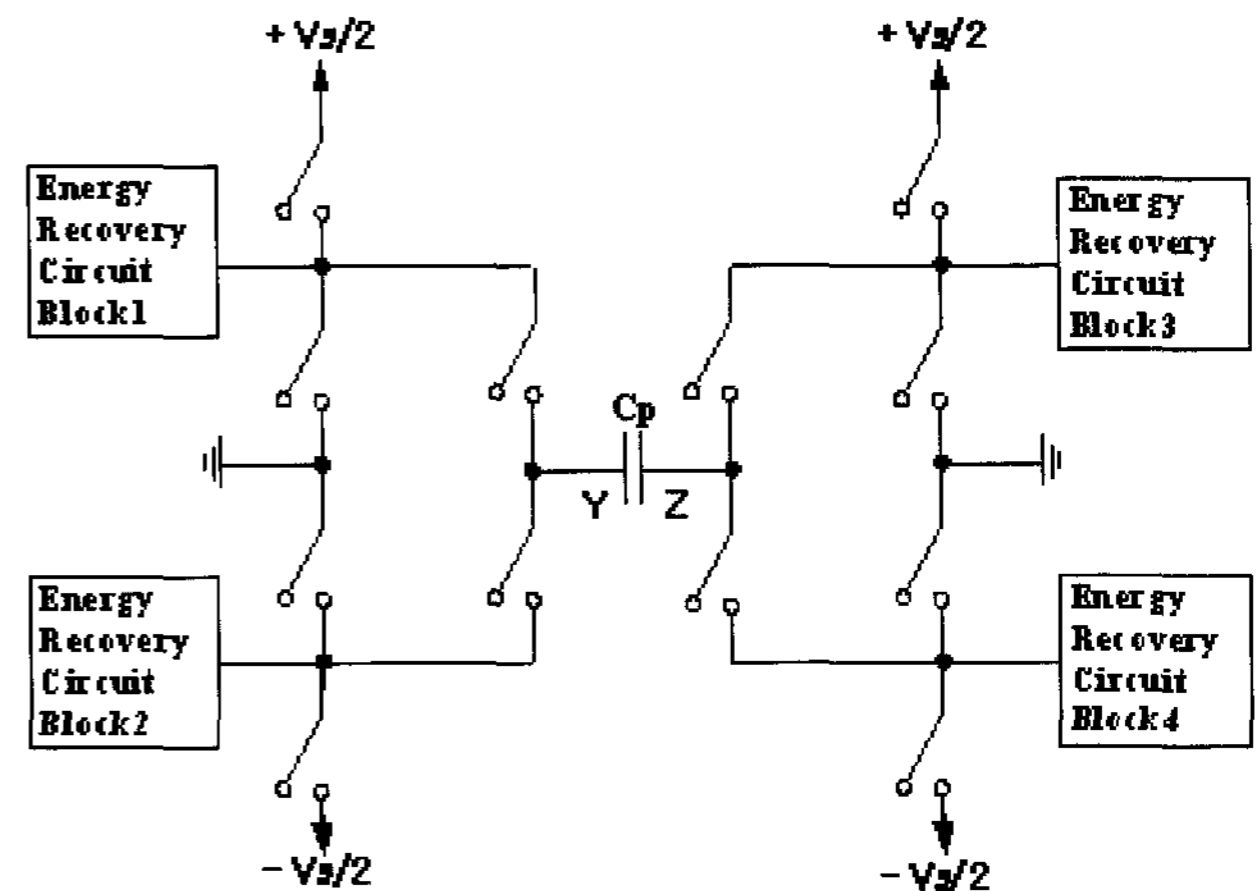 + Vs/2
+ Vs/2
Energy
Recovery
Circuit
Block1
Energy
Recovery
Circuit
Block3
Cp
Y
Z
Energy
Recovery
Circuit
Block2
Energy
Recovery
Circuit
Block4
- Vs/2
- Vs/2